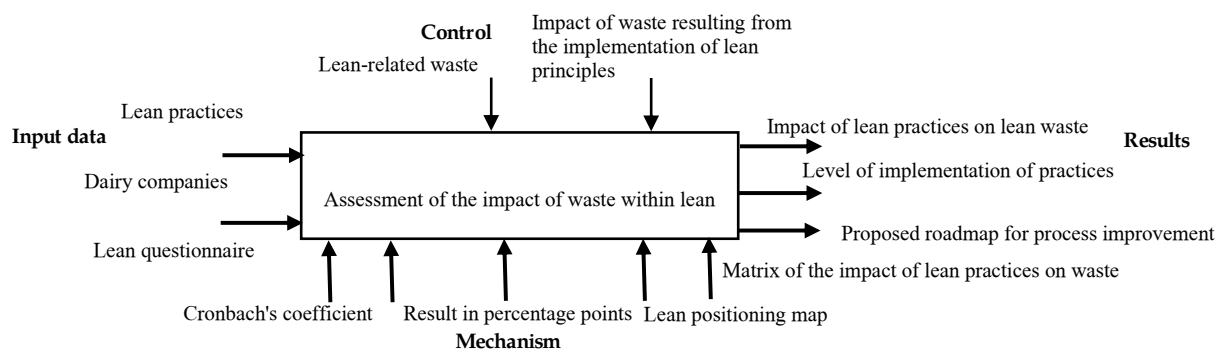 Control
Lean-related waste
Impact of waste resulting from
the implementation of lean
principles
Input data
Lean practices
Dairy companies
Lean questionnaire
Assessment of the impact of waste within lean
Impact of lean practices on lean waste
Results
Level of implementation of practices
Proposed roadmap for process improvement
Matrix of the impact of lean practices on waste
Cronbach's coefficient
Result in percentage points
Lean positioning map
Mechanism